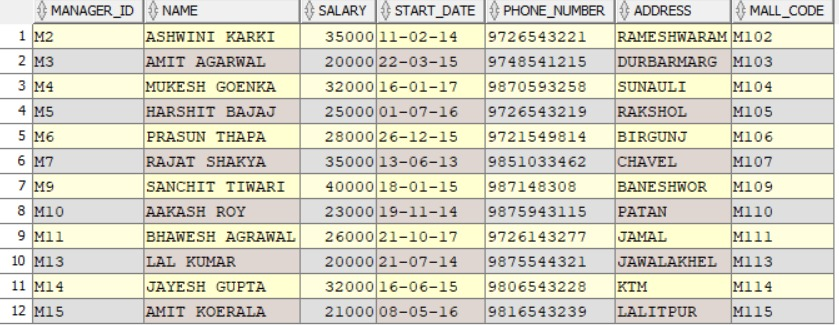 MANAGER_ID NAME SALARY START_DATE PHONE_NUMBER ADDRESS MALL_CODE
1 M2 ASHWINI KARKI 35000 11-02-14 9726543221 RAMESHWARAM M102
2 M3 AMIT AGARWAL 20000 22-03-15 9748541215 DURBARMARG M103
3 M4 MUKESH GOENKA 32000 16-01-17 9870593258 SUNAULI M104
4 M5 HARSHIT BAJAJ 25000 01-07-16 9726543219 RAKSHOL M105
5 M6 PRASUN THAPA 28000 26-12-15 9721549814 BIRGUNJ M106
6 M7 RAJAT SHAKYA 35000 13-06-13 9851033462 CHAVEL M107
7 M9 SANCHIT TIWARI 40000 18-01-15 987148308 BANESHWOR M109
8 M10 AAKASH ROY 23000 19-11-14 9875943115 PATAN M110
9 M11 BHAWESH AGRAWAL 26000 21-10-17 9726143277 JAMAL M111
10 M13 LAL KUMAR 20000 21-07-14 9875544321 JAWALAKHEL M113
11 M14 JAYESH GUPTA 32000 16-06-15 9806543228 KTM M114
12 M15 AMIT KOERALA 21000 08-05-16 9816543239 LALITPUR M115